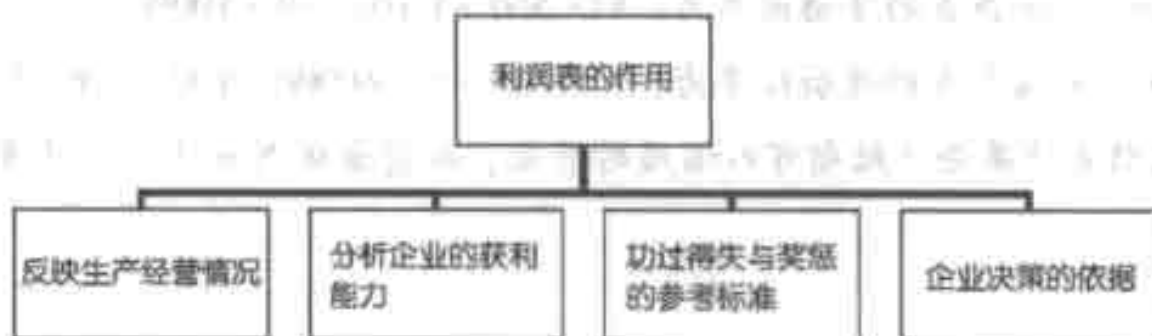 利润表的作用
反映生产经营情况
分析企业的获利
能力
功过得失与奖惩
的参考标准
企业决策的依据